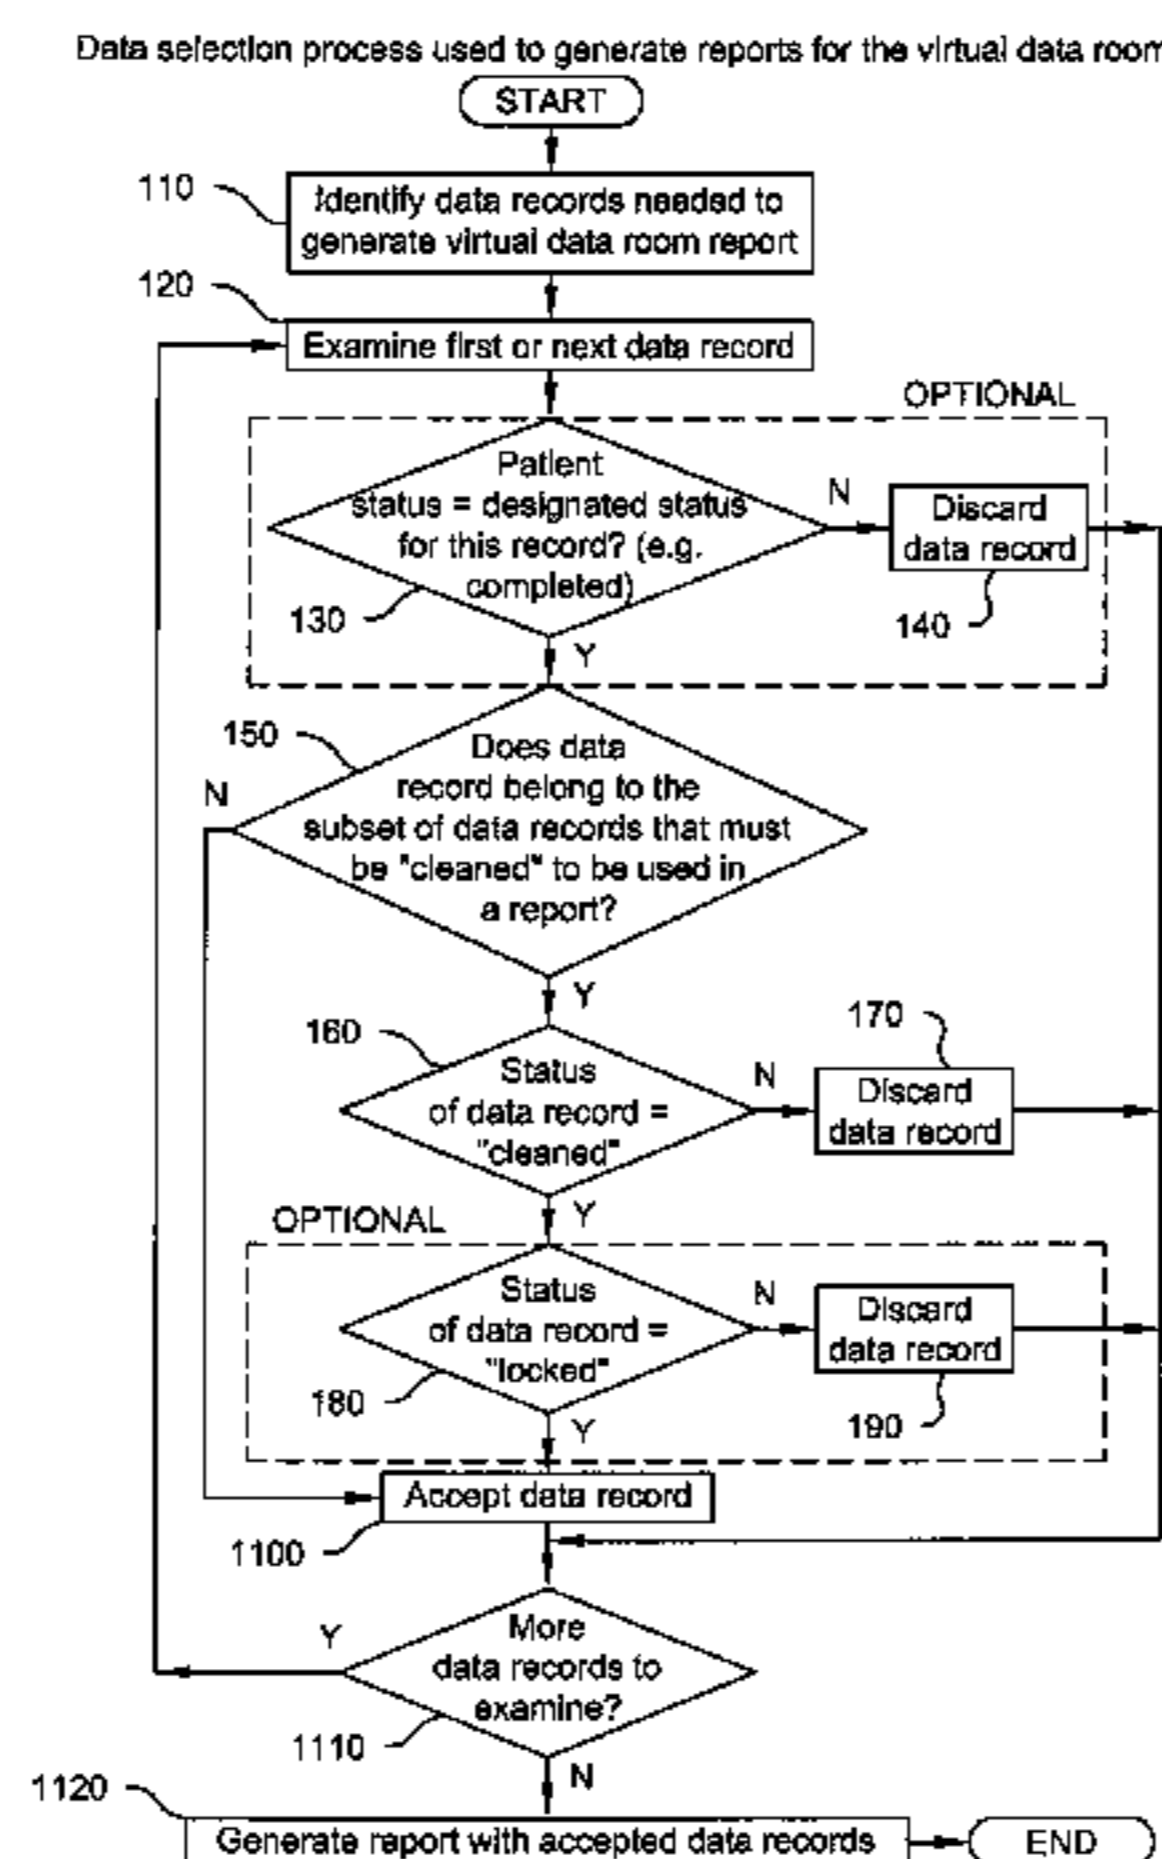 Data selection process used to generate reports for the virtual data room
START
110
Identify data records needed to
generate virtual data room report
120
Examine first or next data record
OPTIONAL
Patient
status = designated status
for this record? (e.g.
completed)
N
Discard
data record
130
140
Y
150
Does data
record belong to the
subset of data records that must
be "cleaned" to be used in
a report?
N
Y
160
Status
of data record =
"cleaned"
N
170
Discard
data record
Y
OPTIONAL
Status
of data record =
"locked"
N
Discard
data record
180
190
Y
Accept data record
1100
More
data records to
examine?
Y
1110
N
1120
Generate report with accepted data records
END